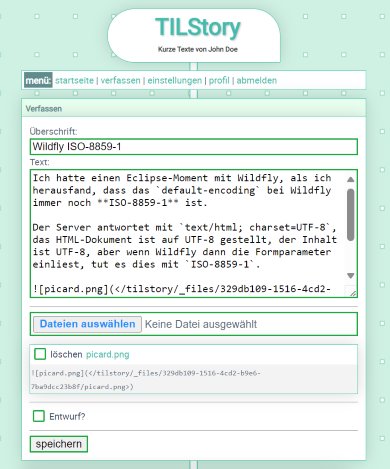 TILStory
Kurze Texte von John Doe
menü: startseite | verfassen | einstellungen | profil | abmelden
Verfassen
Überschrift:
Wildfly ISO-8859-1
Text:
Ich hatte einen Eclipse-Moment mit Wildfly, als ich
herausfand, dass das `default-encoding` bei Wildfly
immer noch **ISO-8859-1** ist.
Der Server antwortet mit `text/html; charset=UTF-8`,
das HTML-Dokument ist auf UTF-8 gestellt, der Inhalt
ist UTF-8, aber wenn Wildfly dann die Formparameter
einliest, tut es dies mit `ISO-8859-1`.
![picard.png](</tilstory/_files/329db109-1516-4cd2-
Dateien auswählen Keine Datei ausgewählt
löschen picard.png
![picard.png](</tilstory/_files/329db109-1516-4cd2-b9e6-
7ba9dcc23b8f/picard.png>)
Entwurf?
speichern